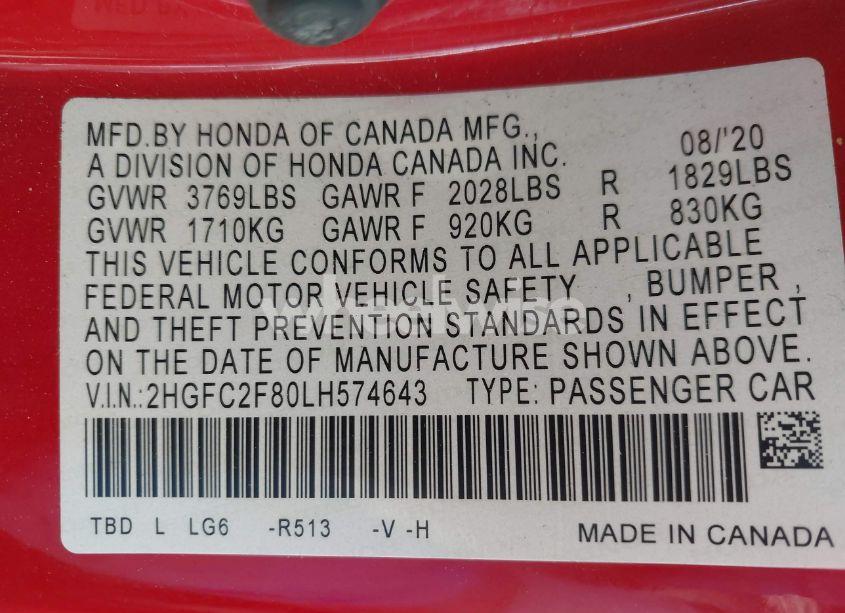 MFD.BY HONDA OF CANADA MFG., 08/'20
A DIVISION OF HONDA CANADA INC.
GVWR 3769LBS GAWR F 2028LBS R 1829LBS
GVWR 1710KG GAWR F 920KG R 830KG
THIS VEHICLE CONFORMS TO ALL APPLICABLE
FEDERAL MOTOR VEHICLE SAFETY , BUMPER ,
AND THEFT PREVENTION STANDARDS IN EFFECT
ON THE DATE OF MANUFACTURE SHOWN ABOVE.
V.I.N.:2HGFC2F80LH574643 TYPE: PASSENGER CAR
TBD L LG6 -R513 -V -H MADE IN CANADA